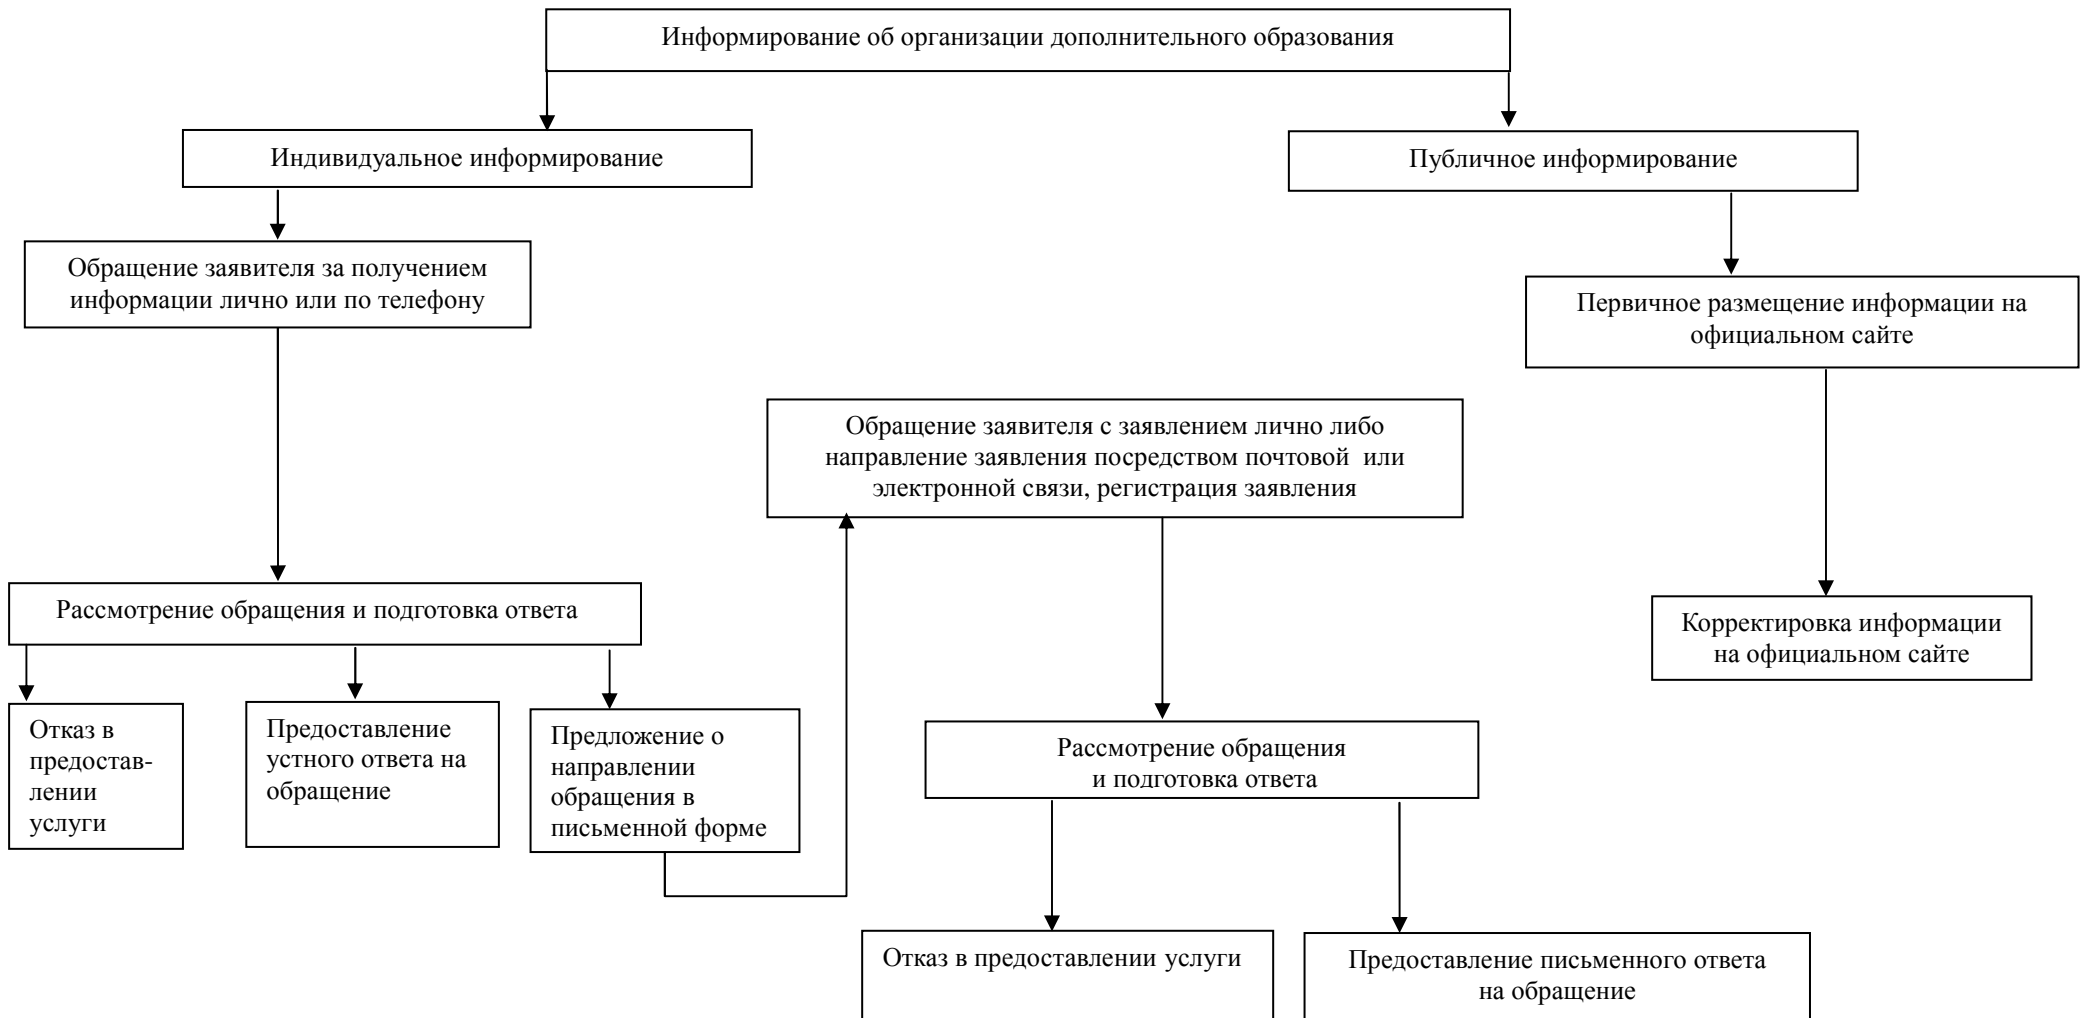 Информирование об организации дополнительного образования
Индивидуальное информирование
Публичное информирование
Обращение заявителя за получением
информации лично или по телефону
Первичное размещение информации на
официальном сайте
Обращение заявителя с заявлением лично либо
направление заявления посредством почтовой или
электронной связи, регистрация заявления
Рассмотрение обращения и подготовка ответа
Корректировка информации
на официальном сайте
Отказ в
предостав-
лении
услуги
Предоставление
устного ответа на
обращение
Предложение о
направлении
обращения в
письменной форме
Рассмотрение обращения
и подготовка ответа
Отказ в предоставлении услуги
Предоставление письменного ответа
на обращение